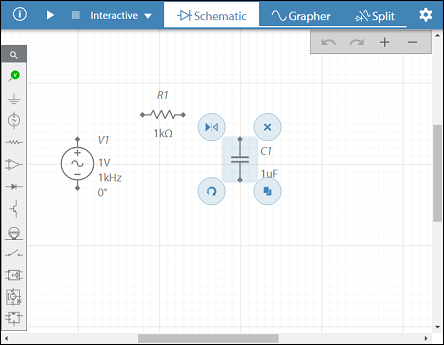 Interactive Schematic Grapher Split
R1
1kΩ
V1
1V
1kHz
0°
C1
1uF